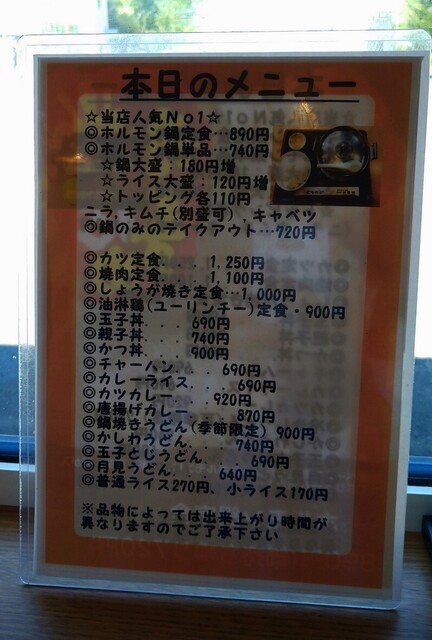 本日のメニュー
☆当店人気No1☆
◎ホルモン鍋定食…890円
◎ホルモン鍋単品…740円
☆鍋大盛：180円増
☆ライス大盛：120円増
☆トッピング各110円
ニラ,キムチ(別盛可),キャベツ
◎鍋のみのテイクアウト…720円
◎カツ定食．．．．1,250円
◎焼肉定食．．．．1,100円
◎しょうが焼き定食…1,000円
◎油淋鶏(ユーリンチー)定食・900円
◎玉子丼．．．．690円
◎親子丼．．．．740円
◎かつ丼．．．．900円
◎チャーハン．．．690円
◎カレーライス．．．690円
◎カツカレー．．．920円
◎唐揚げカレー．．．870円
◎鍋焼きうどん(季節限定) 900円
◎かしわうどん．．．740円
◎玉子とじうどん．．．690円
◎月見うどん．．．640円
◎普通ライス270円、小ライス170円
※品物によっては出来上がり時間が
異なりますのでご了承下さい